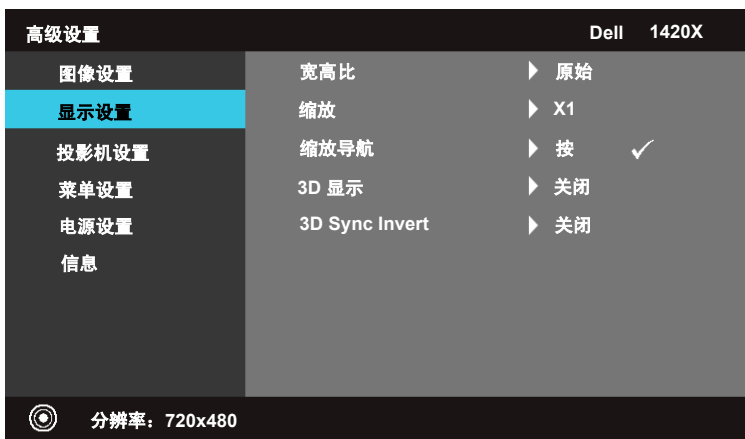 高级设置 Dell 1420X
图像设置 宽高比 原始
显示设置 缩放 X1
投影机设置 缩放导航 按
菜单设置 3D 显示 关闭
电源设置 3D Sync Invert 关闭
信息
分辨率：720x480